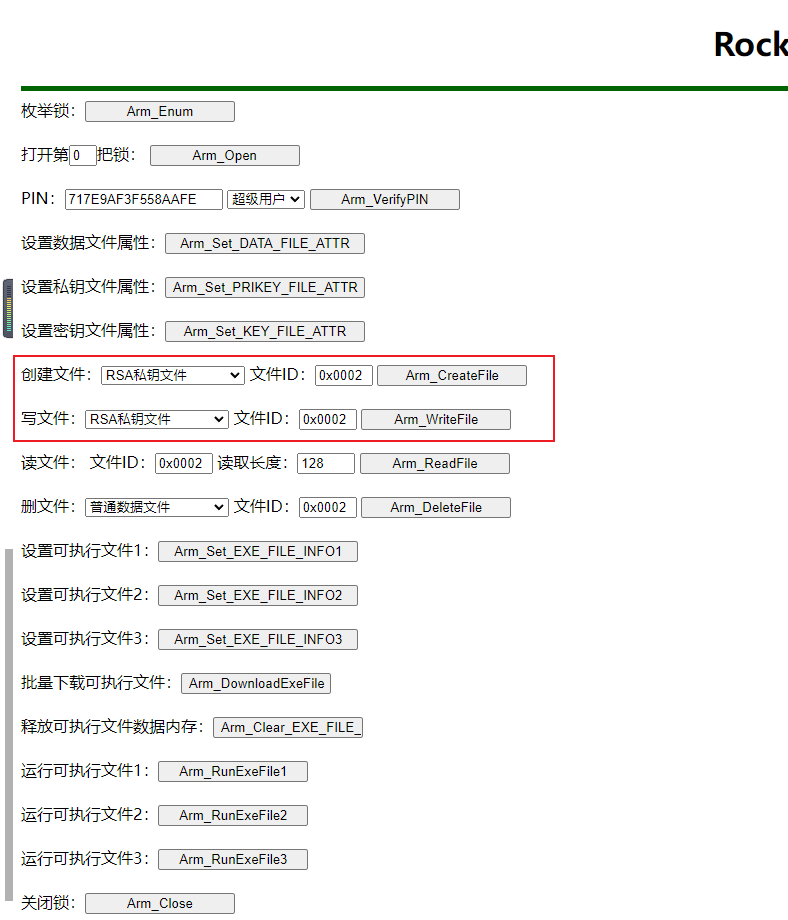 Rock
枚举锁： Arm_Enum
打开第 0 把锁： Arm_Open
PIN： 717E9AF3F558AAFE 超级用户 Arm_VerifyPIN
设置数据文件属性： Arm_Set_DATA_FILE_ATTR
设置私钥文件属性： Arm_Set_PRIKEY_FILE_ATTR
设置密钥文件属性： Arm_Set_KEY_FILE_ATTR
创建文件： RSA私钥文件 文件ID： 0x0002 Arm_CreateFile
写文件： RSA私钥文件 文件ID： 0x0002 Arm_WriteFile
读文件： 文件ID： 0x0002 读取长度： 128 Arm_ReadFile
删文件： 普通数据文件 文件ID： 0x0002 Arm_DeleteFile
设置可执行文件1： Arm_Set_EXE_FILE_INFO1
设置可执行文件2： Arm_Set_EXE_FILE_INFO2
设置可执行文件3： Arm_Set_EXE_FILE_INFO3
批量下载可执行文件： Arm_DownloadExeFile
释放可执行文件数据内存： Arm_Clear_EXE_FILE_
运行可执行文件1： Arm_RunExeFile1
运行可执行文件2： Arm_RunExeFile2
运行可执行文件3： Arm_RunExeFile3
关闭锁： Arm_Close